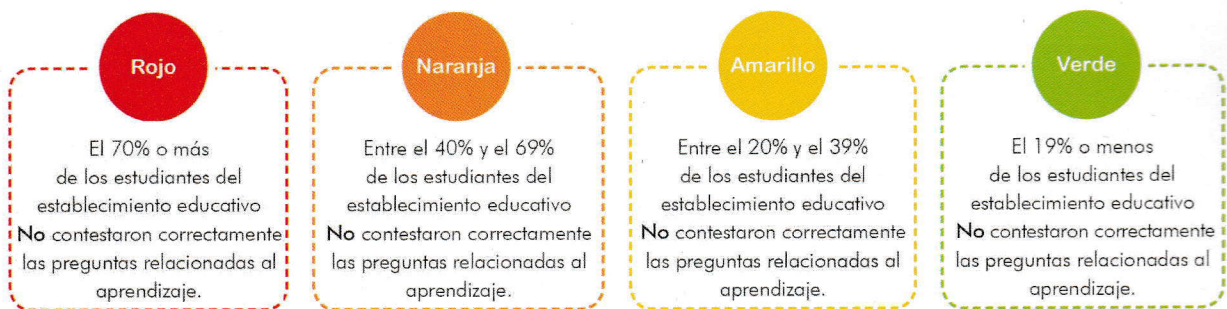 Rojo
El 70% o más
de los estudiantes del
establecimiento educativo
No contestaron correctamente
las preguntas relacionadas al
aprendizaje.
Naranja
Entre el 40% y el 69%
de los estudiantes del
establecimiento educativo
No contestaron correctamente
las preguntas relacionadas al
aprendizaje.
Amarillo
Entre el 20% y el 39%
de los estudiantes del
establecimiento educativo
No contestaron correctamente
las preguntas relacionadas al
aprendizaje.
Verde
El 19% o menos
de los estudiantes del
establecimiento educativo
No contestaron correctamente
las preguntas relacionadas al
aprendizaje.